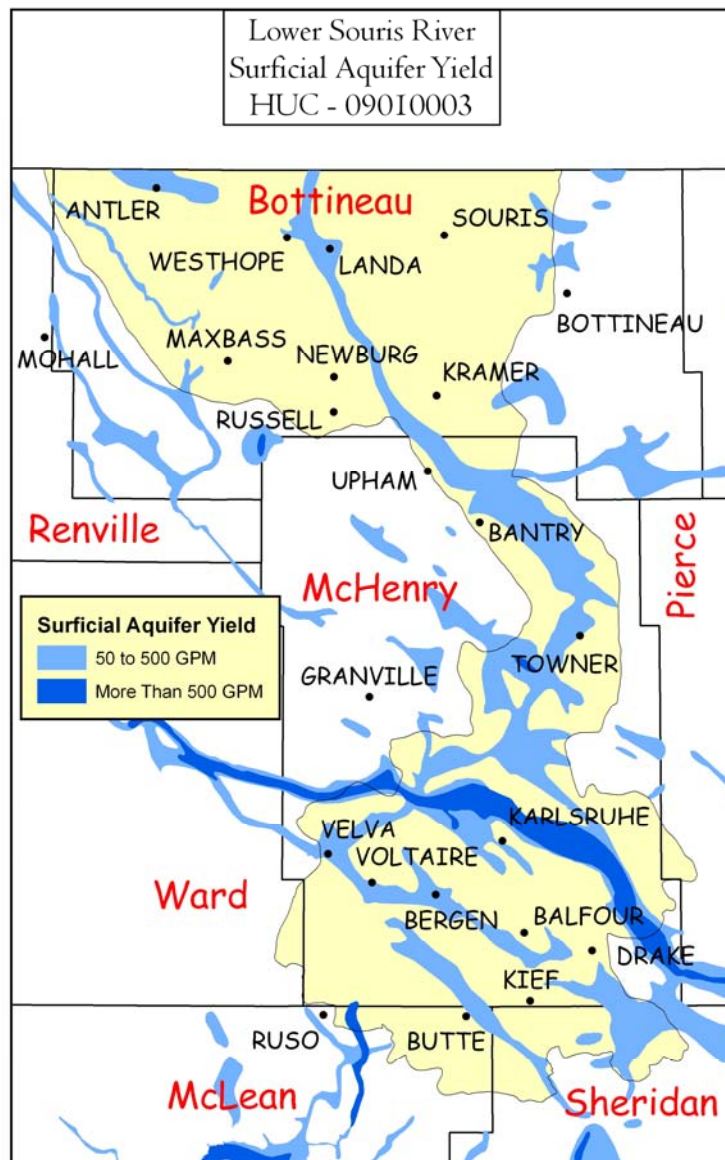 Lower Souris River
Surficial Aquifer Yield
HUC - 09010003
Bottineau
ANTLER
SOURIS
WESTHOPE
LANDA
BOTTINEAU
MOHALL
MAXBASS
NEWBURG
KRAMER
RUSSELL
UPHAM
Renville
BANTRY
Pierce
McHenry
Surficial Aquifer Yield
50 to 500 GPM
More Than 500 GPM
TOWNER
GRANVILLE
KARLSRUHE
VELVA
VOLTAIRE
Ward
BERGEN
BALFOUR
DRAKE
KIEF
RUSO
BUTTE
McLean
Sheridan